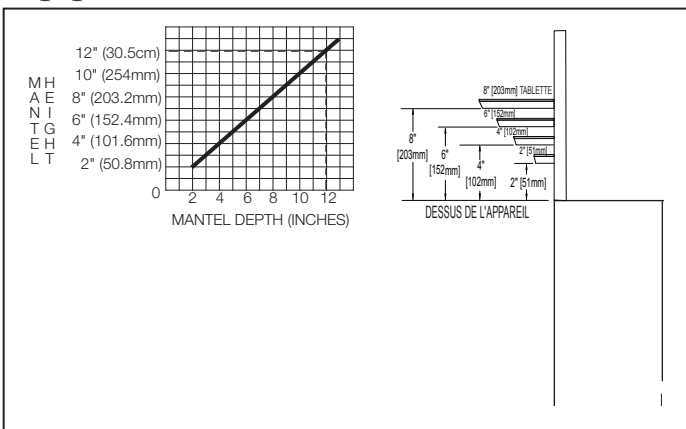 MANTEL
HEIGHT
12" (30.5cm)
10" (254mm)
8" (203.2mm)
6" (152.4mm)
4" (101.6mm)
2" (50.8mm)
0
2 4 6 8 10 12
MANTEL DEPTH (INCHES)
8" [203mm] TABLETTE
6" [152mm]
4" [102mm]
2" [51mm]
8"
[203mm]
6"
[152mm]
4"
[102mm]
2" [51mm]
DESSUS DE L'APPAREIL